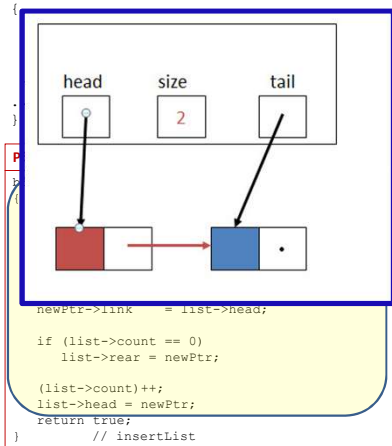 {
head size tail
2
.
}
P
b
{
newPtr->link = list->head;
if (list->count == 0)
list->rear = newPtr;
(list->count)++;
list->head = newPtr;
return true;
} // insertList